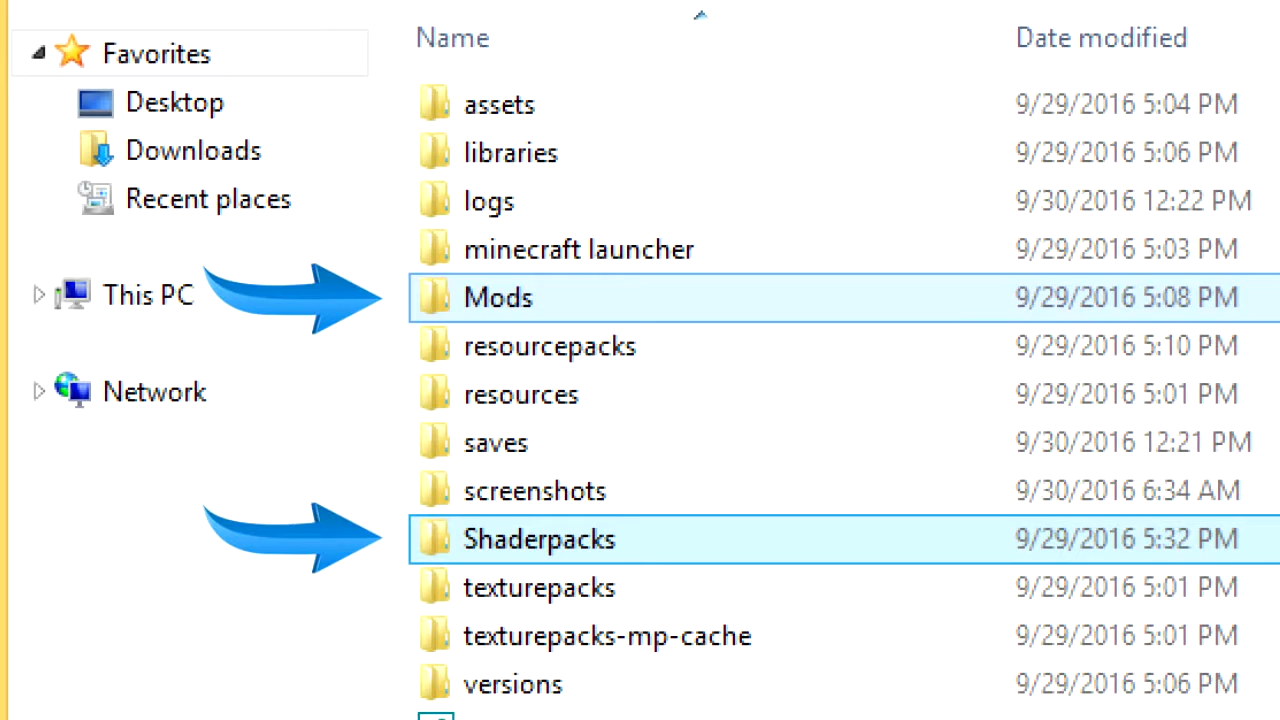 Favorites
Desktop
Downloads
Recent places
This PC
Network
Name Date modified
assets 9/29/2016 5:04 PM
libraries 9/29/2016 5:06 PM
logs 9/30/2016 12:22 PM
minecraft launcher 9/29/2016 5:03 PM
Mods 9/29/2016 5:08 PM
resourcepacks 9/29/2016 5:10 PM
resources 9/29/2016 5:01 PM
saves 9/30/2016 12:21 PM
screenshots 9/30/2016 6:34 AM
Shaderpacks 9/29/2016 5:32 PM
texturepacks 9/29/2016 5:01 PM
texturepacks-mp-cache 9/29/2016 5:01 PM
versions 9/29/2016 5:06 PM